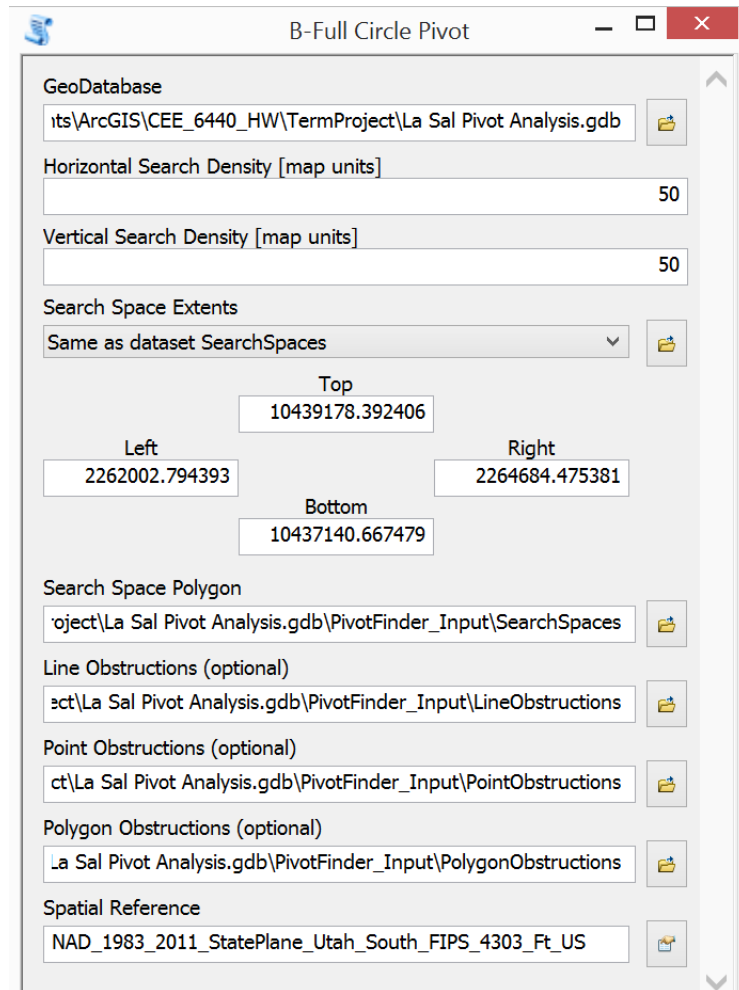 B-Full Circle Pivot
GeoDatabase
ıts\ArcGIS\CEE_6440_HW\TermProject\La Sal Pivot Analysis.gdb
Horizontal Search Density [map units]
50
Vertical Search Density [map units]
50
Search Space Extents
Same as dataset SearchSpaces
Top
10439178.392406
Left Right
2262002.794393 2264684.475381
Bottom
10437140.667479
Search Space Polygon
roject\La Sal Pivot Analysis.gdb\PivotFinder_Input\SearchSpaces
Line Obstructions (optional)
ect\La Sal Pivot Analysis.gdb\PivotFinder_Input\LineObstructions
Point Obstructions (optional)
ct\La Sal Pivot Analysis.gdb\PivotFinder_Input\PointObstructions
Polygon Obstructions (optional)
La Sal Pivot Analysis.gdb\PivotFinder_Input\PolygonObstructions
Spatial Reference
NAD_1983_2011_StatePlane_Utah_South_FIPS_4303_Ft_US